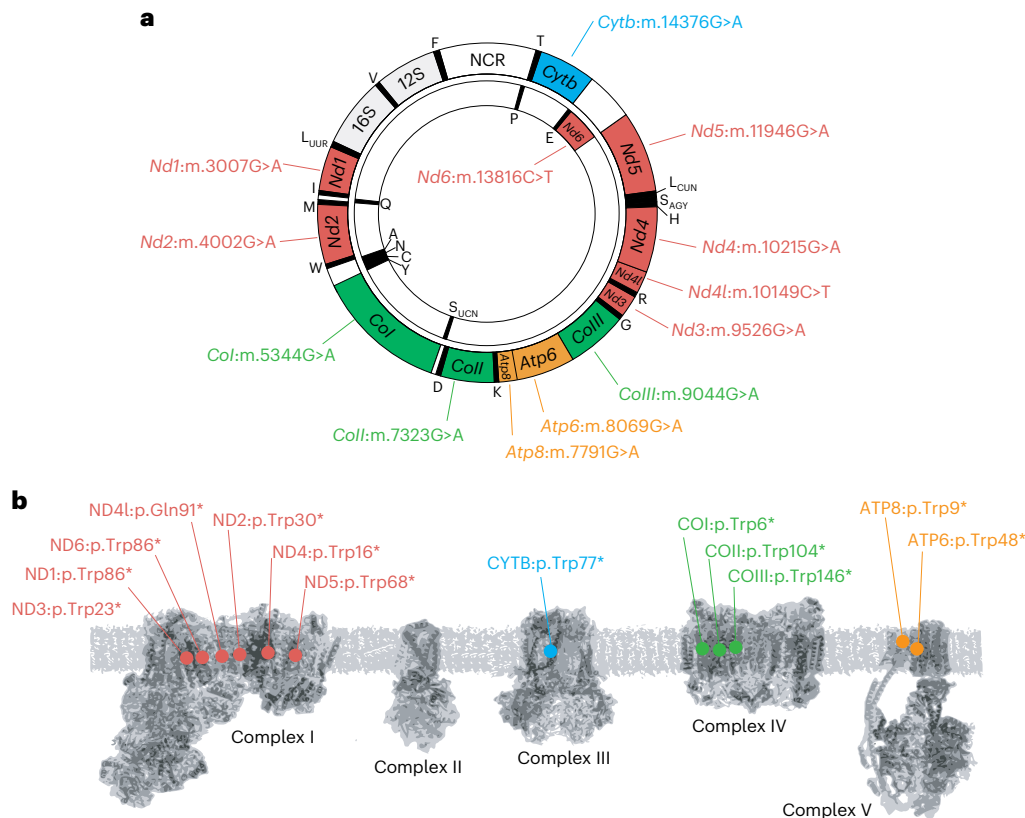 a
Cytb:m.14376G>A
F
NCR
T
Cytb
V
12S
16S
P
E
Nd6
Nd5
Nd5:m.11946G>A
LUUR
Nd1
Nd1:m.3007G>A
Nd6:m.13816C>T
I
M
Q
LCUN
SAGY
H
Nd2
Nd2:m.4002G>A
Nd4
Nd4:m.10215G>A
A
N
C
Y
W
Nd4l
Nd4l:m.10149C>T
R
Nd3
Nd3:m.9526G>A
G
SUCN
CoI
CoI:m.5344G>A
CoIII
CoII
Atp8
Atp6
D
K
CoIII:m.9044G>A
CoII:m.7323G>A
Atp6:m.8069G>A
Atp8:m.7791G>A
b
ND4l:p.Gln91*
ND2:p.Trp30*
ND6:p.Trp86*
ND4:p.Trp16*
ND1:p.Trp86*
ND5:p.Trp68*
ND3:p.Trp23*
CYTB:p.Trp77*
COI:p.Trp6*
COII:p.Trp104*
COIII:p.Trp146*
ATP8:p.Trp9*
ATP6:p.Trp48*
Complex I
Complex II
Complex III
Complex IV
Complex V